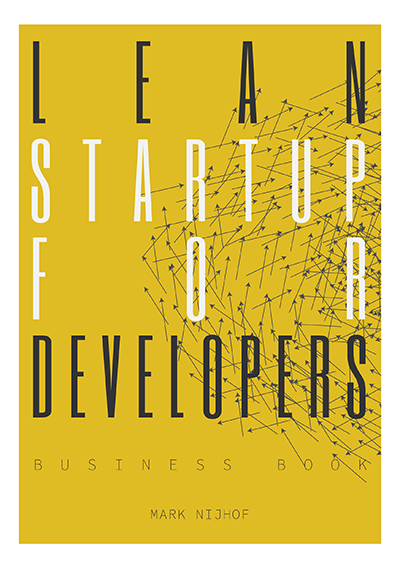 LEAN
STARTUP
FOR
DEVELOPERS
BUSINESS BOOK
MARK NIJHOF